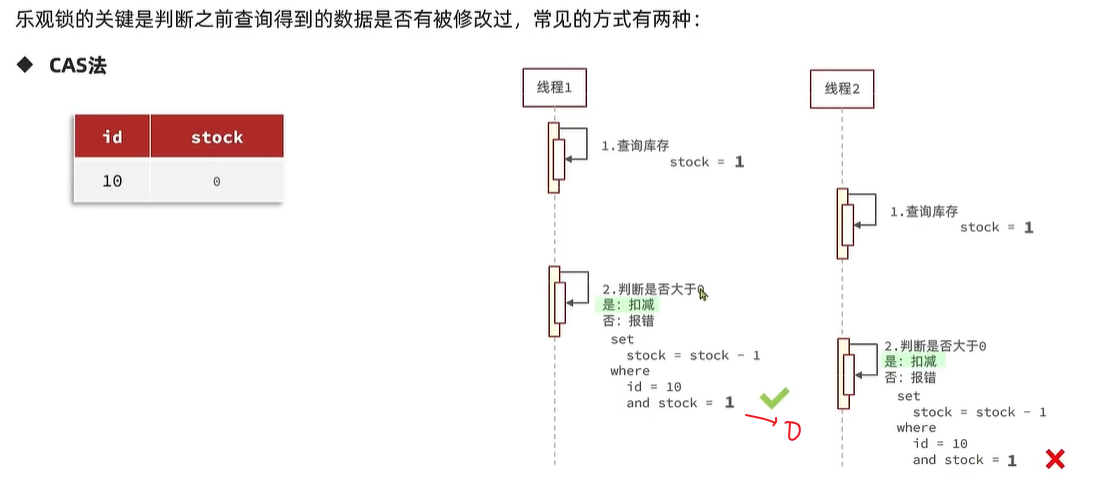 乐观锁的关键是判断之前查询得到的数据是否有被修改过，常见的方式有两种：
◆ CAS法
id stock
10 0
线程1
1.查询库存
stock = 1
2.判断是否大于0
是：扣减
否：报错
set
stock = stock - 1
where
id = 10
and stock = 1
0
线程2
1.查询库存
stock = 1
2.判断是否大于0
是：扣减
否：报错
set
stock = stock - 1
where
id = 10
and stock = 1